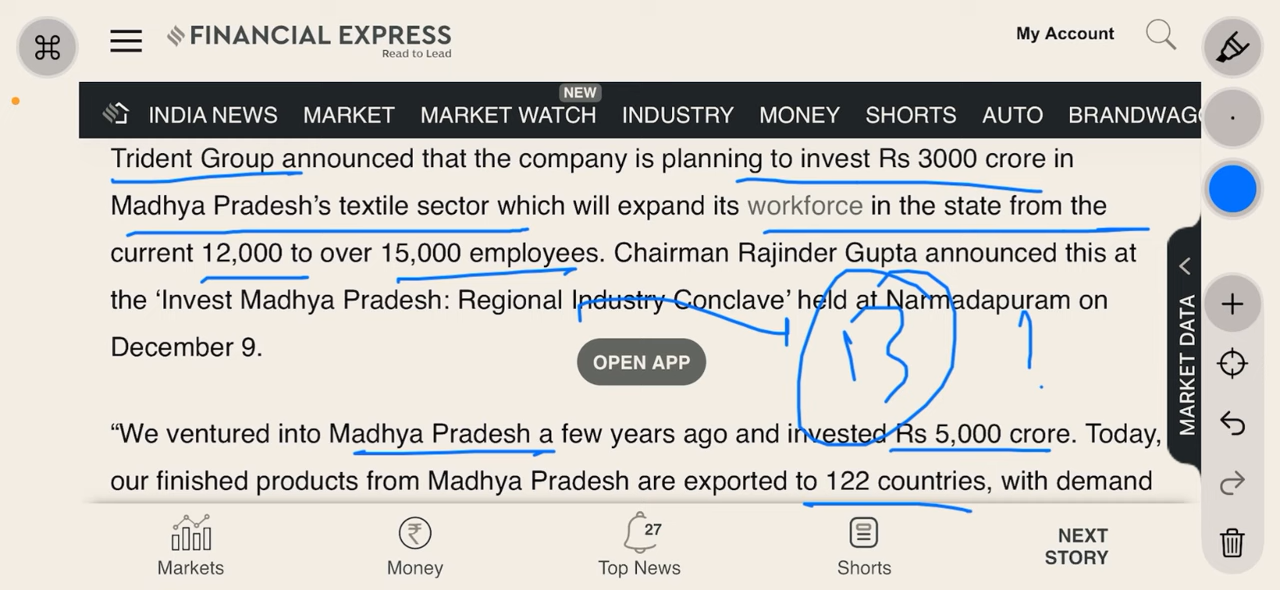 FINANCIAL EXPRESS
Read to Lead
My Account
NEW
INDIA NEWS MARKET MARKET WATCH INDUSTRY MONEY SHORTS AUTO BRANDWAG
Trident Group announced that the company is planning to invest Rs 3000 crore in
Madhya Pradesh’s textile sector which will expand its workforce in the state from the
current 12,000 to over 15,000 employees. Chairman Rajinder Gupta announced this at
the ‘Invest Madhya Pradesh: Regional Industry Conclave’ held at Narmadapuram on
December 9.
13 !
OPEN APP
MARKET DATA
“We ventured into Madhya Pradesh a few years ago and invested Rs 5,000 crore. Today,
our finished products from Madhya Pradesh are exported to 122 countries, with demand
27
Markets Money Top News Shorts
NEXT
STORY